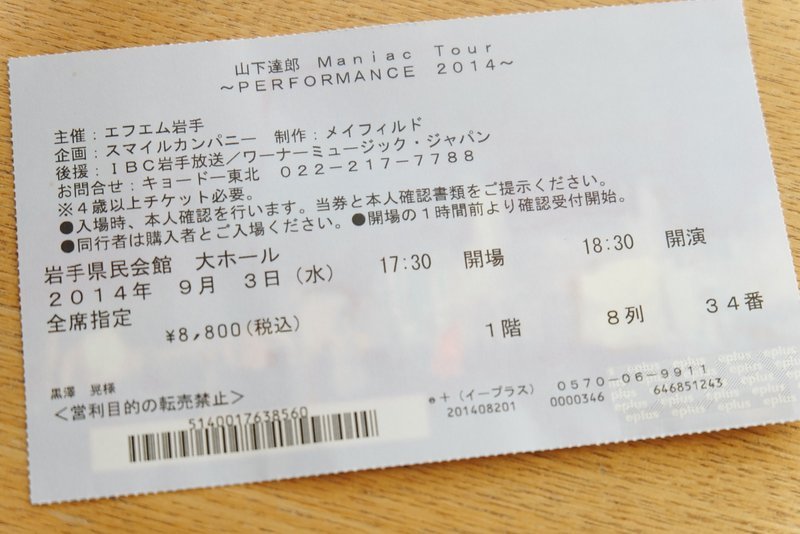 山下達郎 Maniac Tour
～PERFORMANCE 2014～
主催：エフエム岩手
企画：スマイルカンパニー 制作：メイフィルド
後援：IBC岩手放送／ワーナーミュージック・ジャパン
お問合せ：キョードー東北 022-217-7788
※4歳以上チケット必要。
●入場時、本人確認を行います。当券と本人確認書類をご提示ください。
●同行者は購入者とご入場ください。●開場の1時間前より確認受付開始。
岩手県民会館 大ホール 17:30 開場 18:30 開演
2014年 9月 3日（水）
全席指定 ¥8,800(税込) 1階 8列 34番
黒澤 晃様
＜営利目的の転売禁止＞
5140017638560
e＋（イープラス） 0570-06-9911
201408201 0000346 646851243
eplus eplus eplus eplus